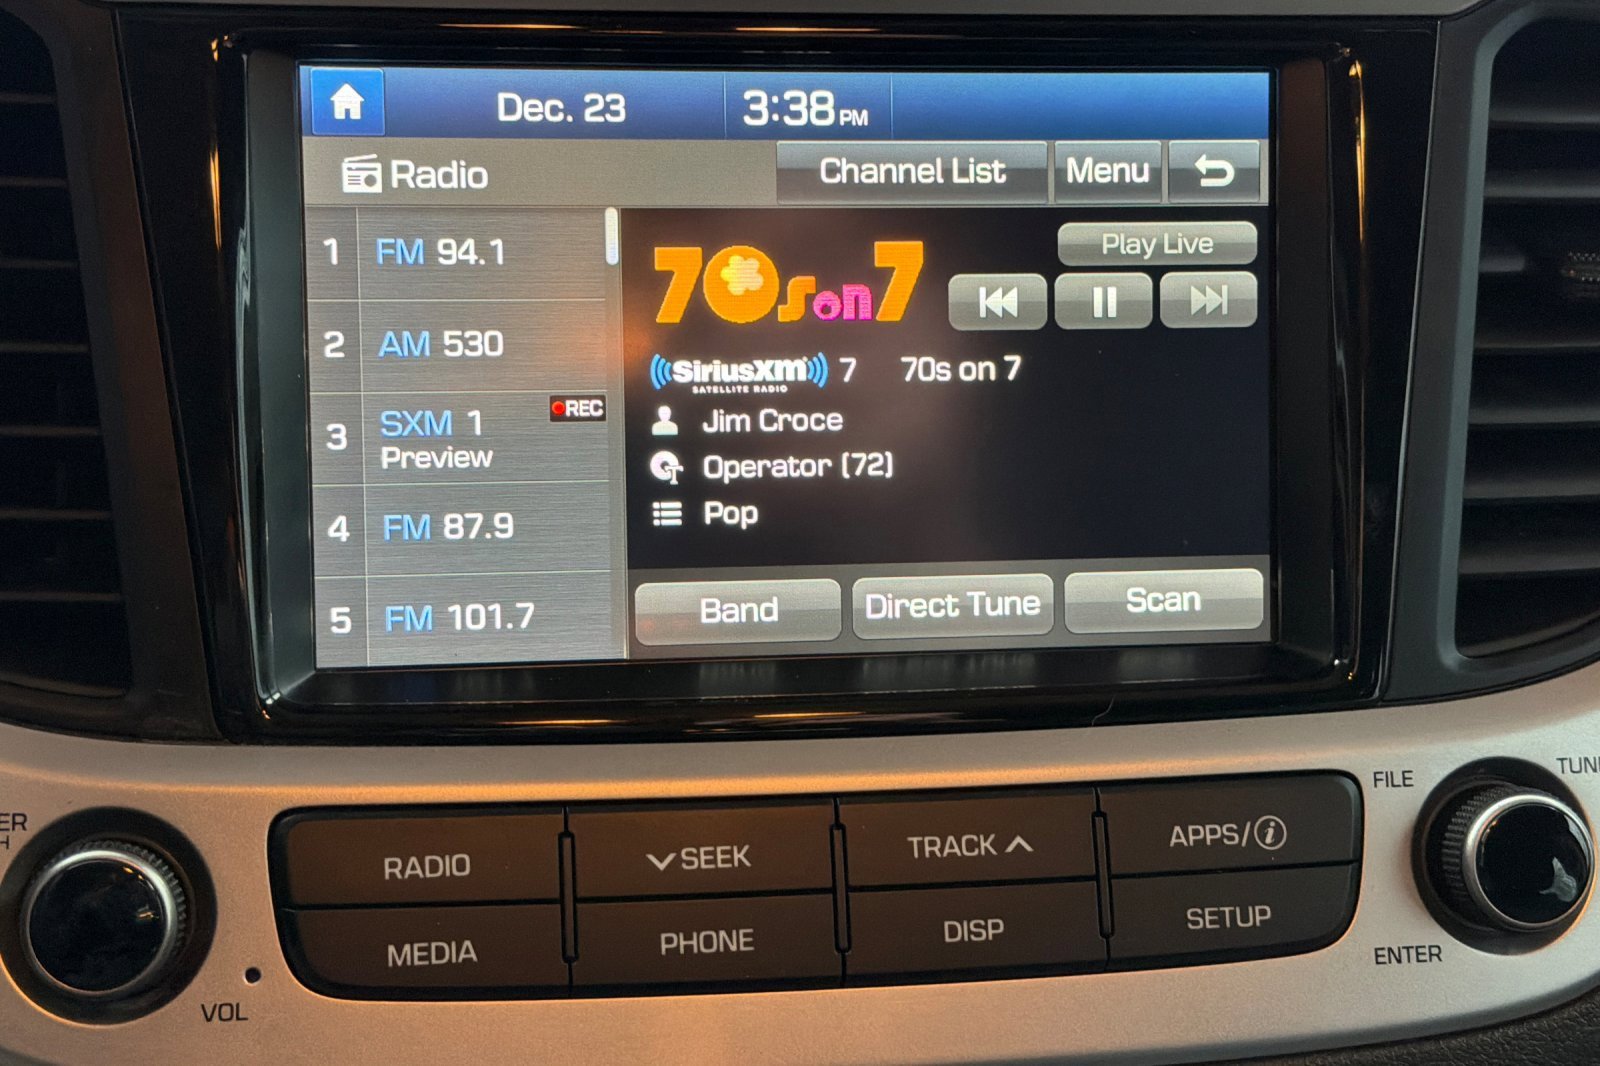 Dec. 23
3:38 PM
Radio
Channel List
Menu
1 FM 94.1
2 AM 530
3 SXM 1
REC
Preview
4 FM 87.9
5 FM 101.7
70s on 7
Play Live
SiriusXM 7 70s on 7
SATELLITE RADIO
Jim Croce
Operator (72)
Pop
Band
Direct Tune
Scan
RADIO
SEEK
TRACK
APPS/i
MEDIA
PHONE
DISP
SETUP
VOL
FILE
ENTER